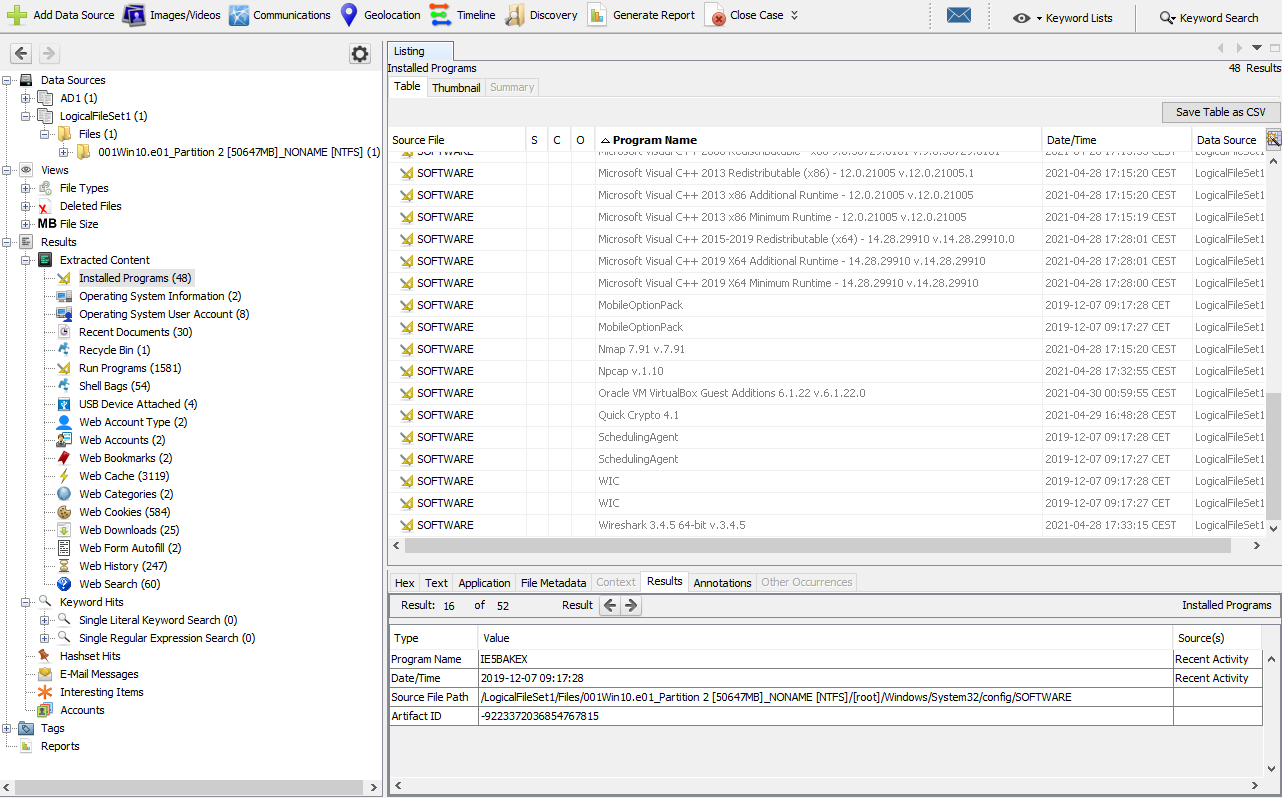 Add Data Source Images/Videos Communications Geolocation Timeline Discovery Generate Report Close Case Keyword Lists Keyword Search
Data Sources
AD1 (1)
LogicalFileSet1 (1)
Files (1)
001Win10.e01_Partition 2 [50647MB]_NONAME [NTFS] (1)
Views
File Types
Deleted Files
MB File Size
Results
Extracted Content
Installed Programs (48)
Operating System Information (2)
Operating System User Account (8)
Recent Documents (30)
Recycle Bin (1)
Run Programs (1581)
Shell Bags (54)
USB Device Attached (4)
Web Account Type (2)
Web Accounts (2)
Web Bookmarks (2)
Web Cache (3119)
Web Categories (2)
Web Cookies (584)
Web Downloads (25)
Web Form Autofill (2)
Web History (247)
Web Search (60)
Keyword Hits
Single Literal Keyword Search (0)
Single Regular Expression Search (0)
Hashset Hits
E-Mail Messages
Interesting Items
Accounts
Tags
Reports
Listing
Installed Programs 48 Results
Table Thumbnail Summary
Save Table as CSV
Source File S C O Program Name Date/Time Data Source
SOFTWARE Microsoft Visual C++ 2013 Redistributable (x86) - 12.0.21005 v.12.0.21005.1 2021-04-28 17:15:20 CEST LogicalFileSet1
SOFTWARE Microsoft Visual C++ 2013 x86 Additional Runtime - 12.0.21005 v.12.0.21005 2021-04-28 17:15:20 CEST LogicalFileSet1
SOFTWARE Microsoft Visual C++ 2013 x86 Minimum Runtime - 12.0.21005 v.12.0.21005 2021-04-28 17:15:19 CEST LogicalFileSet1
SOFTWARE Microsoft Visual C++ 2015-2019 Redistributable (x64) - 14.28.29910 v.14.28.29910.0 2021-04-28 17:28:01 CEST LogicalFileSet1
SOFTWARE Microsoft Visual C++ 2019 X64 Additional Runtime - 14.28.29910 v.14.28.29910 2021-04-28 17:28:01 CEST LogicalFileSet1
SOFTWARE Microsoft Visual C++ 2019 X64 Minimum Runtime - 14.28.29910 v.14.28.29910 2021-04-28 17:28:00 CEST LogicalFileSet1
SOFTWARE MobileOptionPack 2019-12-07 09:17:28 CET LogicalFileSet1
SOFTWARE MobileOptionPack 2019-12-07 09:17:27 CET LogicalFileSet1
SOFTWARE Nmap 7.91 v.7.91 2021-04-28 17:15:20 CEST LogicalFileSet1
SOFTWARE Npcap v.1.10 2021-04-28 17:32:55 CEST LogicalFileSet1
SOFTWARE Oracle VM VirtualBox Guest Additions 6.1.22 v.6.1.22.0 2021-04-30 00:59:55 CEST LogicalFileSet1
SOFTWARE Quick Crypto 4.1 2021-04-29 16:48:28 CEST LogicalFileSet1
SOFTWARE SchedulingAgent 2019-12-07 09:17:28 CET LogicalFileSet1
SOFTWARE SchedulingAgent 2019-12-07 09:17:27 CET LogicalFileSet1
SOFTWARE WIC 2019-12-07 09:17:28 CET LogicalFileSet1
SOFTWARE WIC 2019-12-07 09:17:27 CET LogicalFileSet1
SOFTWARE Wireshark 3.4.5 64-bit v.3.4.5 2021-04-28 17:33:15 CEST LogicalFileSet1
Hex Text Application File Metadata Context Results Annotations Other Occurrences
Result: 16 of 52 Result Installed Programs
Type Value Source(s)
Program Name IE5BAKEX Recent Activity
Date/Time 2019-12-07 09:17:28 Recent Activity
Source File Path /LogicalFileSet1/Files/001Win10.e01_Partition 2 [50647MB]_NONAME [NTFS]/[root]/Windows/System32/config/SOFTWARE
Artifact ID -9223372036854767815